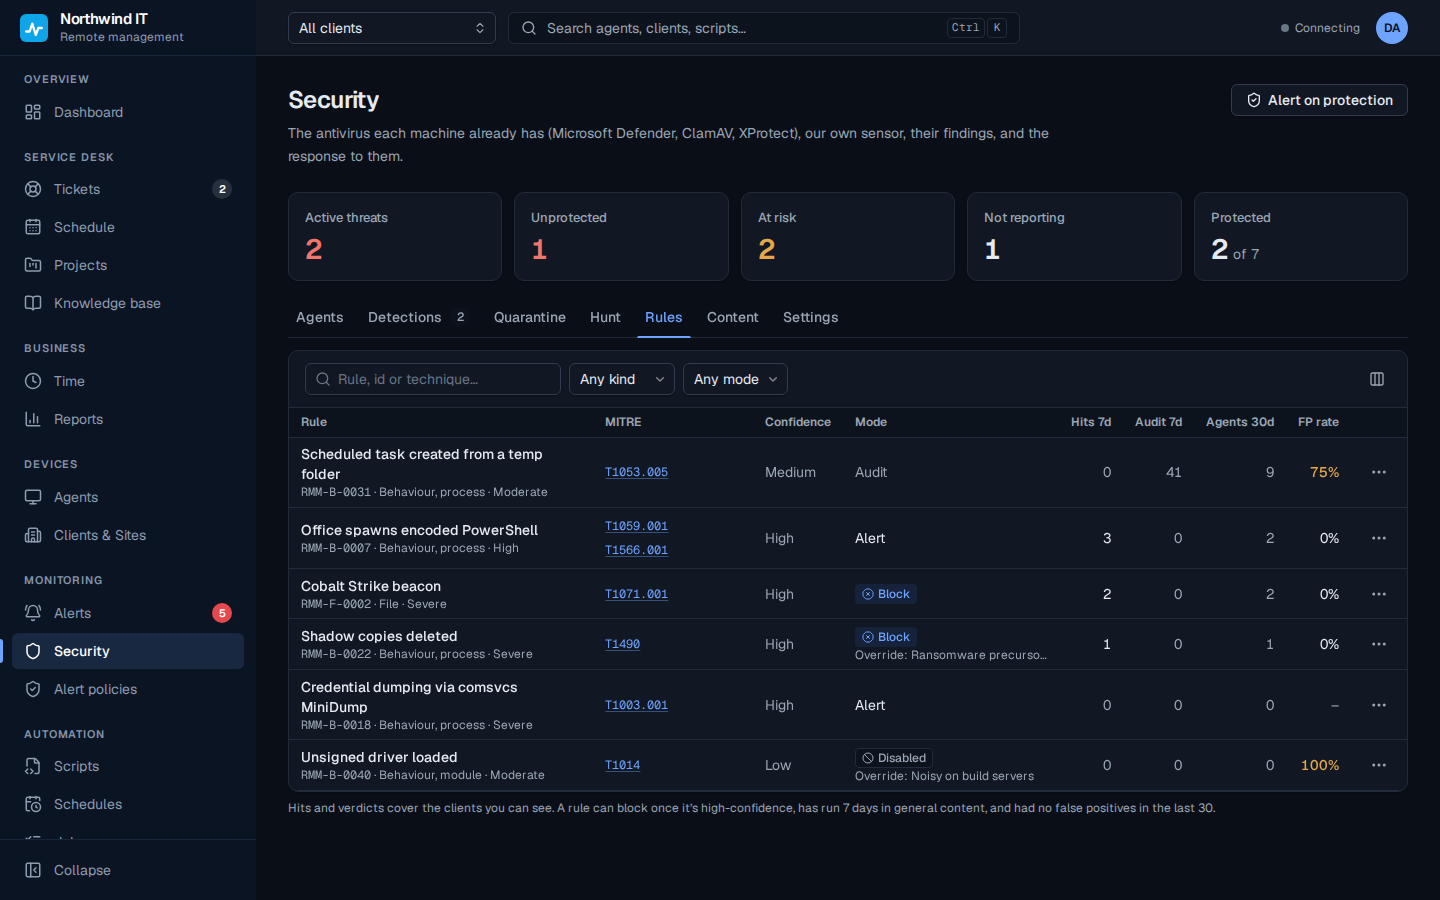 Northwind IT
Remote management
All clients
Search agents, clients, scripts...
Ctrl K
Connecting
DA
OVERVIEW
Dashboard
SERVICE DESK
Tickets 2
Schedule
Projects
Knowledge base
BUSINESS
Time
Reports
DEVICES
Agents
Clients & Sites
MONITORING
Alerts 5
Security
Alert policies
AUTOMATION
Scripts
Schedules
Collapse
Security
Alert on protection
The antivirus each machine already has (Microsoft Defender, ClamAV, XProtect), our own sensor, their findings, and the
response to them.
Active threats
2
Unprotected
1
At risk
2
Not reporting
1
Protected
2 of 7
Agents Detections 2 Quarantine Hunt Rules Content Settings
Rule, id or technique...
Any kind
Any mode
Rule MITRE Confidence Mode Hits 7d Audit 7d Agents 30d FP rate
Scheduled task created from a temp
folder
RMM-B-0031 · Behaviour, process · Moderate
T1053.005 Medium Audit 0 41 9 75%
Office spawns encoded PowerShell
RMM-B-0007 · Behaviour, process · High
T1059.001
T1566.001
High Alert 3 0 2 0%
Cobalt Strike beacon
RMM-F-0002 · File · Severe
T1071.001 High Block 2 0 2 0%
Shadow copies deleted
RMM-B-0022 · Behaviour, process · Severe
T1490 High Block 1 0 1 0%
Override: Ransomware precurso...
Credential dumping via comsvcs
MiniDump
RMM-B-0018 · Behaviour, process · Severe
T1003.001 High Alert 0 0 0 –
Unsigned driver loaded
RMM-B-0040 · Behaviour, module · Moderate
T1014 Low Disabled 0 0 0 100%
Override: Noisy on build servers
Hits and verdicts cover the clients you can see. A rule can block once it's high-confidence, has run 7 days in general content, and had no false positives in the last 30.